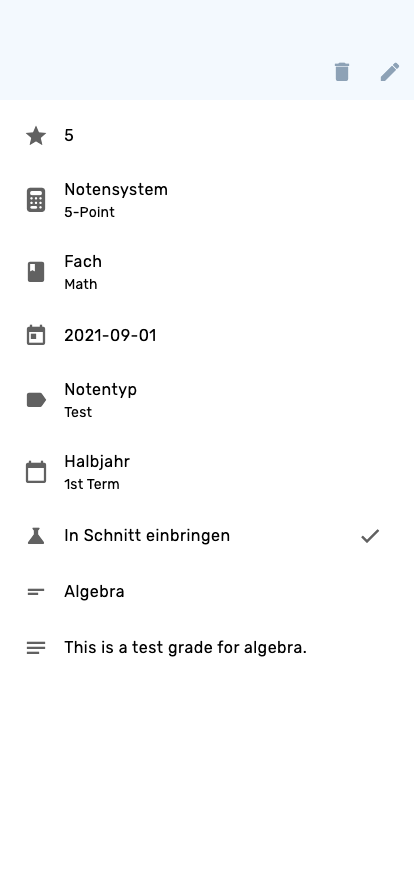 5
Notensystem
5-Point
Fach
Math
2021-09-01
Notentyp
Test
Halbjahr
1st Term
In Schnitt einbringen
Algebra
This is a test grade for algebra.